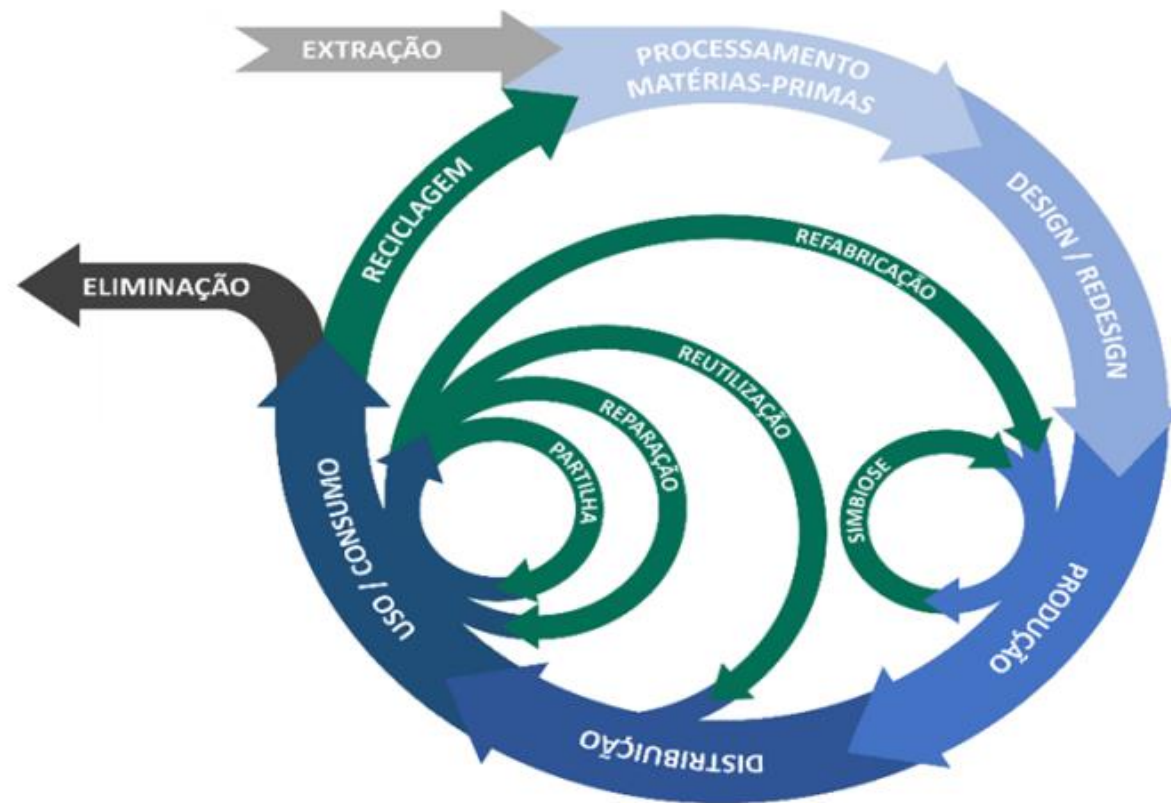 EXTRAÇÃO
PROCESSAMENTO
MATÉRIAS-PRIMAS
DESIGN / REDESIGN
RECICLAGEM
REFABRICAÇÃO
ELIMINAÇÃO
REUTILIZAÇÃO
REPARAÇÃO
PARTILHA
SIMBIOSE
USO / CONSUMO
PRODUÇÃO
DISTRIBUIÇÃO